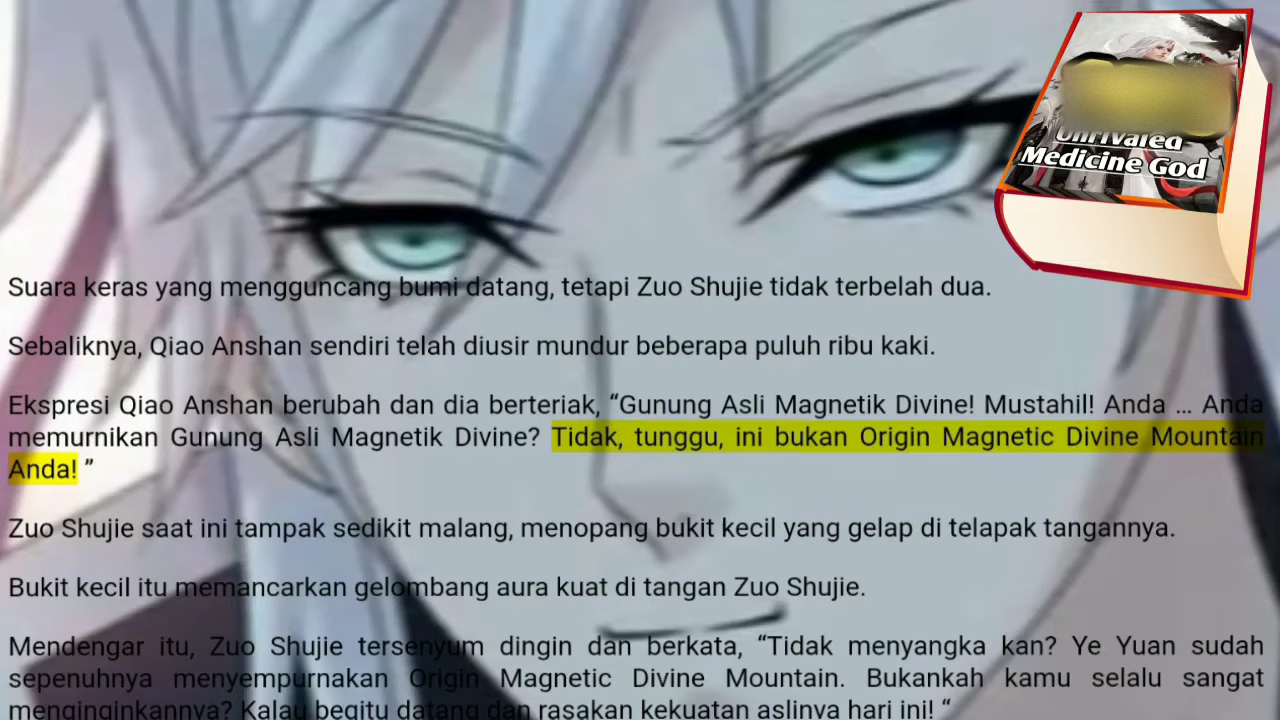 Unrivaled
Medicine God
Suara keras yang mengguncang bumi datang, tetapi Zuo Shujie tidak terbelah dua.
Sebaliknya, Qiao Anshan sendiri telah diusir mundur beberapa puluh ribu kaki.
Ekspresi Qiao Anshan berubah dan dia berteriak, “Gunung Asli Magnetik Divine! Mustahil! Anda … Anda
memurnikan Gunung Asli Magnetik Divine? Tidak, tunggu, ini bukan Origin Magnetic Divine Mountain
Anda! ”
Zuo Shujie saat ini tampak sedikit malang, menopang bukit kecil yang gelap di telapak tangannya.
Bukit kecil itu memancarkan gelombang aura kuat di tangan Zuo Shujie.
Mendengar itu, Zuo Shujie tersenyum dingin dan berkata, “Tidak menyangka kan? Ye Yuan sudah
sepenuhnya menyempurnakan Origin Magnetic Divine Mountain. Bukankah kamu selalu sangat
menginginkannya? Kalau begitu datang dan rasakan kekuatan aslinya hari ini! “